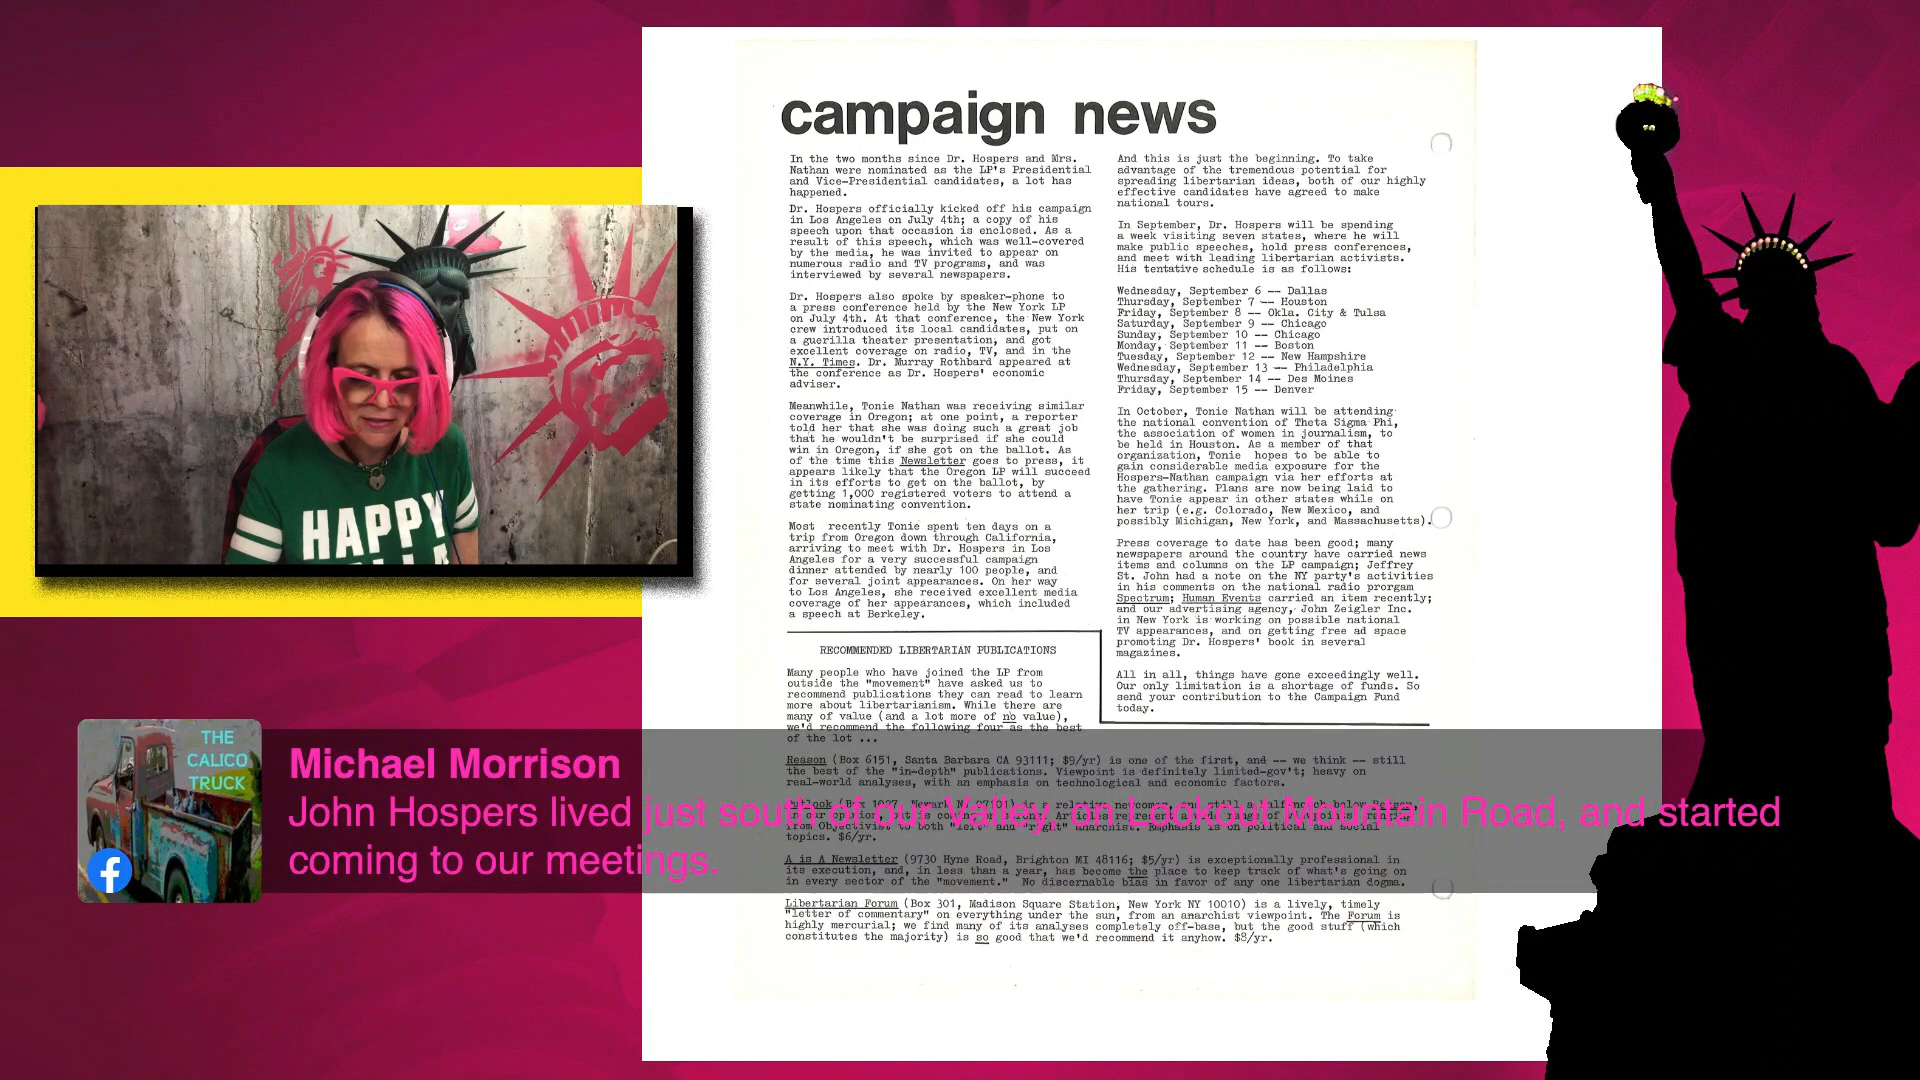 campaign news
In the two months since Dr. Hospers and Mrs.
Nathan were nominated as the LP's Presidential
and Vice-Presidential candidates, a lot has
happened.
Dr. Hospers officially kicked off his campaign
in Los Angeles on July 4th; a copy of his
speech upon that occasion is enclosed. As a
result of this speech, which was well-covered
by the media, he was invited to appear on
numerous radio and TV programs, and was
interviewed by several newspapers.
Dr. Hospers also spoke by speaker-phone to
a press conference held by the New York LP
on July 4th. At that conference, the New York
crew introduced its local candidates, put on
a guerilla theater presentation, and got
excellent coverage on radio, TV, and in the
N.Y. Times. Dr. Murray Rothbard appeared at
the conference as Dr. Hospers' economic
adviser.
Meanwhile, Tonie Nathan was receiving similar
coverage in Oregon; at one point, a reporter
told her that she was doing such a great job
that he wouldn't be surprised if she could
win in Oregon, if she got on the ballot. As
of the time this Newsletter goes to press, it
appears likely that the Oregon LP will succeed
in its efforts to get on the ballot, by
getting 1,000 registered voters to attend a
state nominating convention.
Most recently Tonie spent ten days on a
trip from Oregon down through California,
arriving to meet with Dr. Hospers in Los
Angeles for a very successful campaign
dinner attended by nearly 100 people, and
for several joint appearances. On her way
to Los Angeles, she received excellent media
coverage of her appearances, which included
a speech at Berkeley.
And this is just the beginning. To take
advantage of the tremendous potential for
spreading libertarian ideas, both of our highly
effective candidates have agreed to make
national tours.
In September, Dr. Hospers will be spending
a week visiting seven states, where he will
make public speeches, hold press conferences,
and meet with leading libertarian activists.
His tentative schedule is as follows:
Wednesday, September 6 -- Dallas
Thursday, September 7 -- Houston
Friday, September 8 -- Okla. City & Tulsa
Saturday, September 9 -- Chicago
Sunday, September 10 -- Chicago
Monday, September 11 -- Boston
Tuesday, September 12 -- New Hampshire
Wednesday, September 13 -- Philadelphia
Thursday, September 14 -- Des Moines
Friday, September 15 -- Denver
In October, Tonie Nathan will be attending
the national convention of Theta Sigma Phi,
the association of women in journalism, to
be held in Houston. As a member of that
organization, Tonie hopes to be able to
gain considerable media exposure for the
Hospers-Nathan campaign via her efforts at
the gathering. Plans are now being laid to
have Tonie appear in other states while on
her trip (e.g. Colorado, New Mexico, and
possibly Michigan, New York, and Massachusetts).
Press coverage to date has been good; many
newspapers around the country have carried news
items and columns on the LP campaign; Jeffrey
St. John had a note on the NY party's activities
in his comments on the national radio prorgam
Spectrum; Human Events carried an item recently;
and our advertising agency, John Zeigler Inc.
in New York is working on possible national
TV appearances, and on getting free ad space
promoting Dr. Hospers' book in several
magazines.
All in all, things have gone exceedingly well.
Our only limitation is a shortage of funds. So
send your contribution to the Campaign Fund
today.
RECOMMENDED LIBERTARIAN PUBLICATIONS
Many people who have joined the LP from
outside the "movement" have asked us to
recommend publications they can read to learn
more about libertarianism. While there are
many of value (and a lot more of no value),
we'd recommend the following four as the best
of the lot ...
Reason (Box 6151, Santa Barbara CA 93111; $9/yr) is one of the first, and -- we think -- still
the best of the "in-depth" publications. Viewpoint is definitely limited-gov't; heavy on
real-world analyses, with an emphasis on technological and economic factors.
from Objectivist to both "left" and "right" anarchist. Emphasis is on political and social
topics. $6/yr.
A is A Newsletter (9730 Hyne Road, Brighton MI 48116; $5/yr) is exceptionally professional in
its execution, and, in less than a year, has become the place to keep track of what's going on
in every sector of the "movement." No discernable bias in favor of any one libertarian dogma.
Libertarian Forum (Box 301, Madison Square Station, New York NY 10010) is a lively, timely
"letter of commentary" on everything under the sun, from an anarchist viewpoint. The Forum is
highly mercurial; we find many of its analyses completely off-base, but the good stuff (which
constitutes the majority) is so good that we'd recommend it anyhow. $8/yr.
HAPPY
THE
CALICO
TRUCK
Michael Morrison
John Hospers lived just south of our Valley, on Lookout Mountain Road, and started
coming to our meetings.